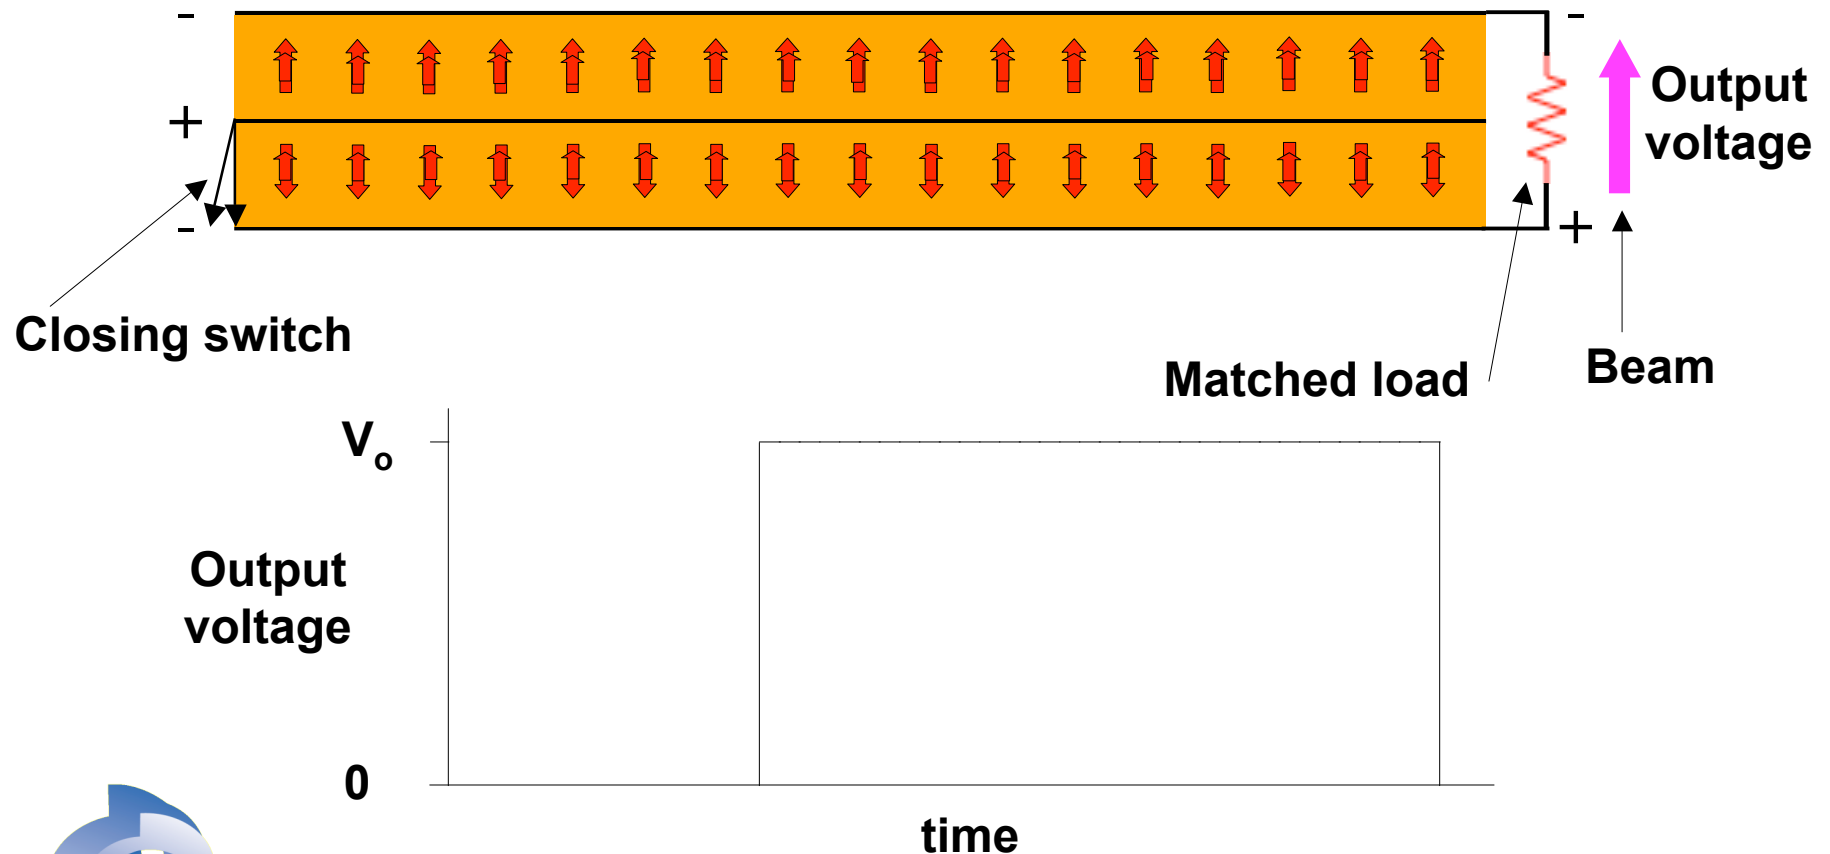 - -
+
Output
voltage
- +
Closing switch
Matched load
Beam
Vo
Output
voltage
0
time